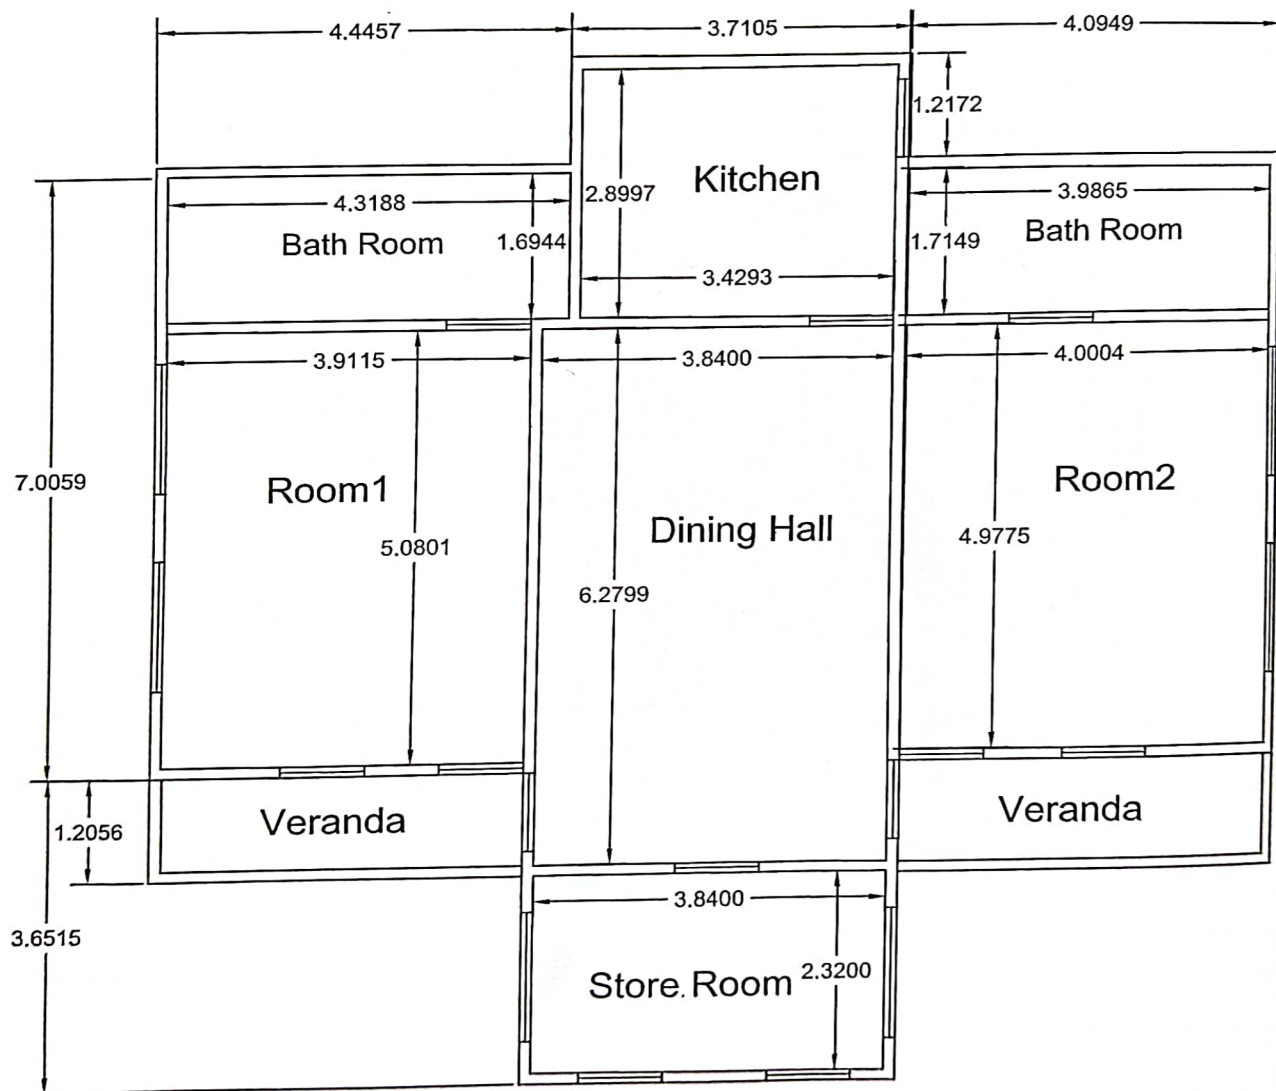 4.4457
3.7105
4.0949
1.2172
Kitchen
2.8997
3.4293
4.3188
Bath Room
1.6944
3.9865
1.7149
Bath Room
3.9115
3.8400
4.0004
7.0059
Room1
5.0801
Dining Hall
6.2799
Room2
4.9775
1.2056
Veranda
Veranda
3.6515
3.8400
Store Room
2.3200